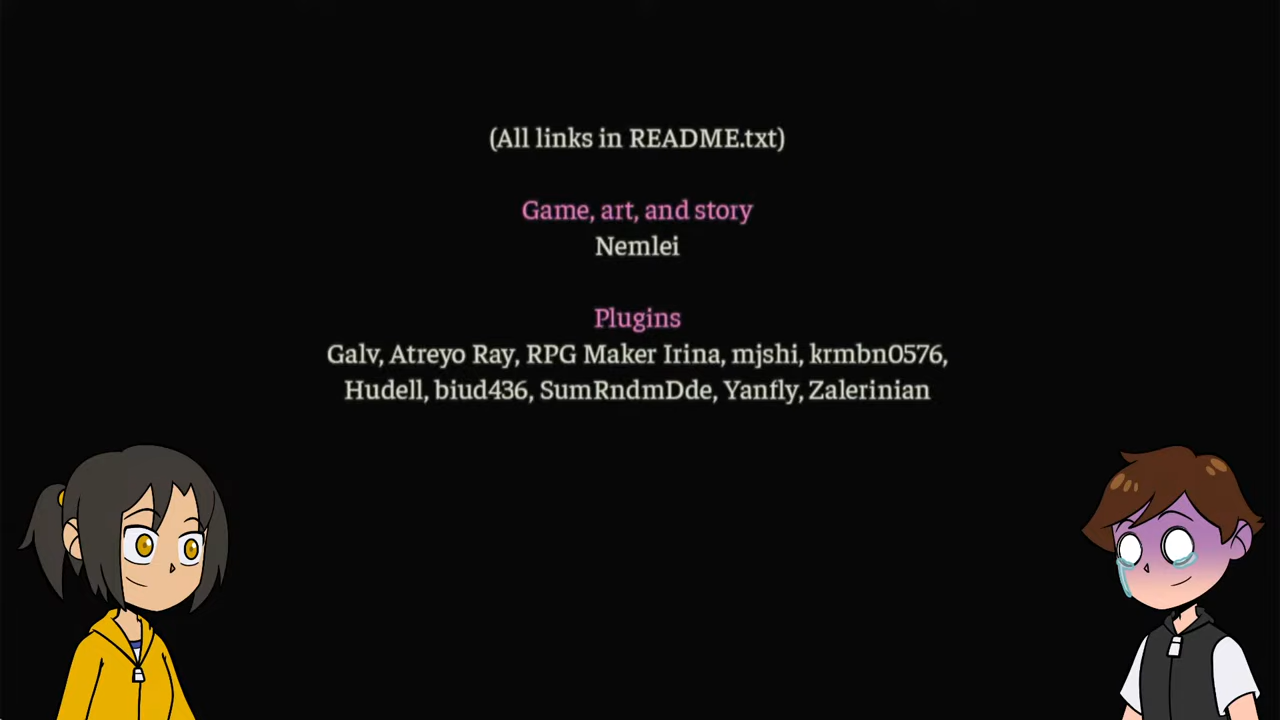 (All links in README.txt)
Game, art, and story
Nemlei
Plugins
Galv, Atreyo Ray, RPG Maker Irina, mjshi, krmbn0576,
Hudell, biud436, SumRndmDde, Yanfly, Zalerinian